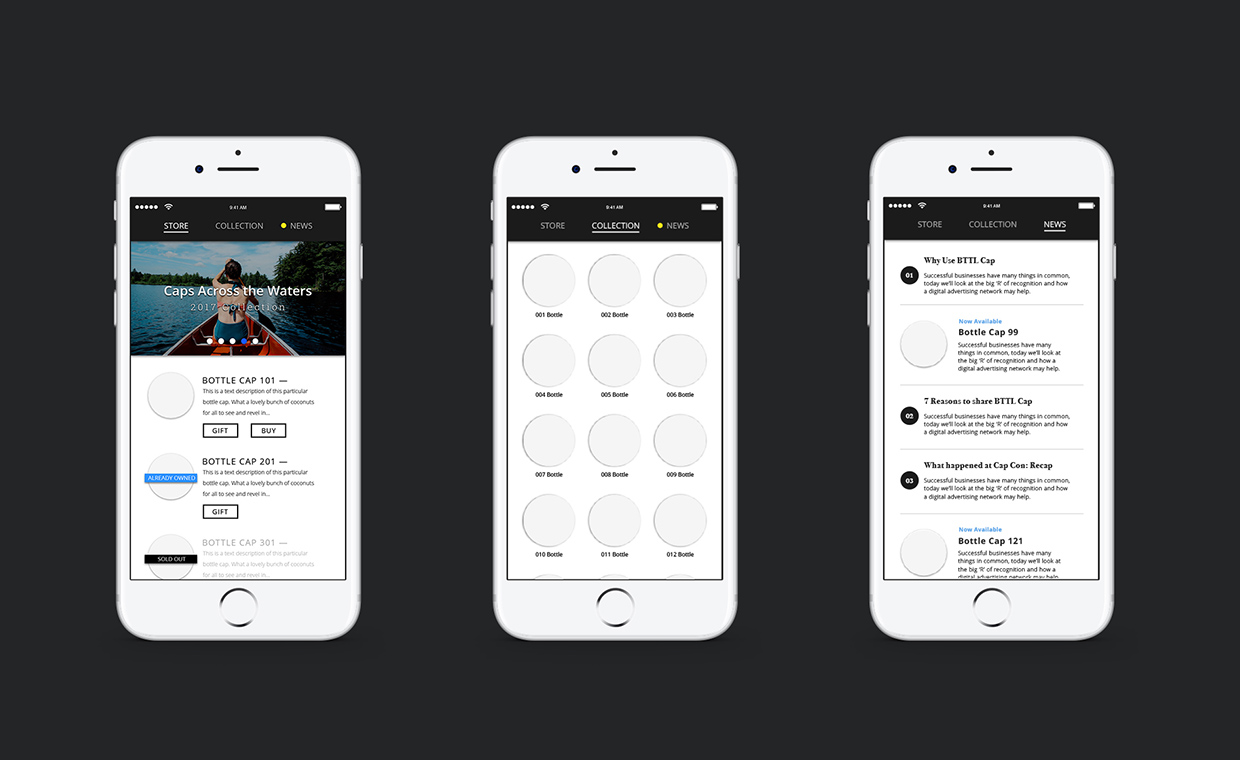 9:41 AM
STORE COLLECTION NEWS
Caps Across the Waters
2017 Collection
BOTTLE CAP 101 —
This is a text description of this particular
bottle cap. What a lovely bunch of coconuts
for all to see and revel in...
GIFT BUY
ALREADY OWNED
BOTTLE CAP 201 —
This is a text description of this particular
bottle cap. What a lovely bunch of coconuts
for all to see and revel in...
GIFT
SOLD OUT
BOTTLE CAP 301 —
This is a text description of this particular
bottle cap. What a lovely bunch of coconuts
for all to see and revel in...
9:41 AM
STORE COLLECTION NEWS
001 Bottle 002 Bottle 003 Bottle
004 Bottle 005 Bottle 006 Bottle
007 Bottle 008 Bottle 009 Bottle
010 Bottle 011 Bottle 012 Bottle
9:41 AM
STORE COLLECTION NEWS
01
Why Use BTTL Cap
Successful businesses have many things in common,
today we'll look at the big 'R' of recognition and how
a digital advertising network may help.
Now Available
Bottle Cap 99
Successful businesses have many
things in common, today we'll look at
the big 'R' of recognition and how a
digital advertising network may help.
02
7 Reasons to share BTTL Cap
Successful businesses have many things in common,
today we'll look at the big 'R' of recognition and how
a digital advertising network may help.
03
What happened at Cap Con: Recap
Successful businesses have many things in common,
today we'll look at the big 'R' of recognition and how
a digital advertising network may help.
Now Available
Bottle Cap 121
Successful businesses have many
things in common, today we'll look at
the big 'R' of recognition and how a
digital advertising network may help.